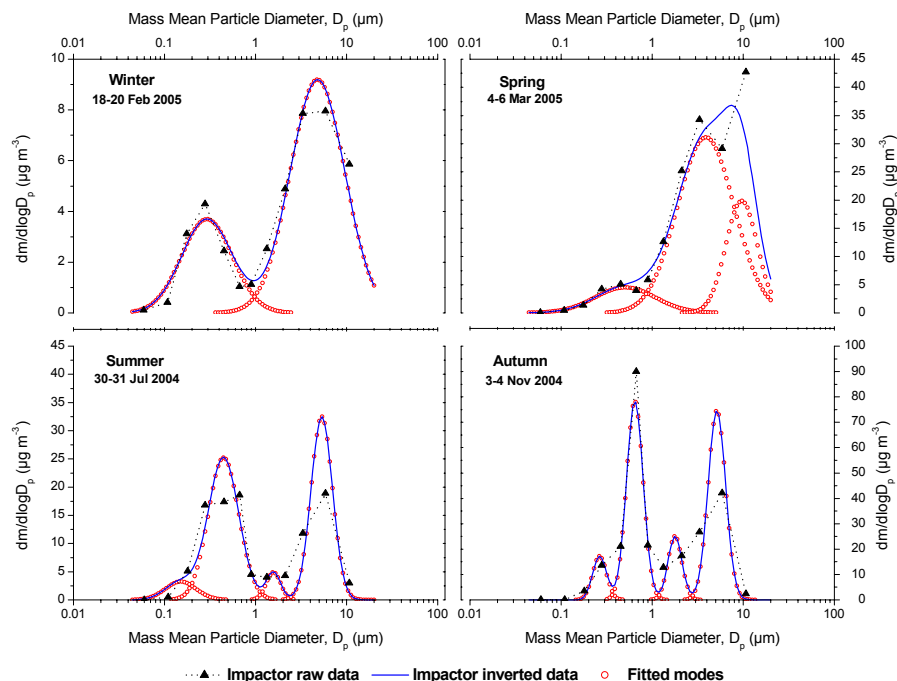 Mass Mean Particle Diameter, Dp (µm)
Mass Mean Particle Diameter, Dp (µm)
0.01 0.1 1 10 100
0.01 0.1 1 10 100
10
8
6
4
2
0
dm/dlogDp (µg m-3)
Winter
18-20 Feb 2005
Spring
4-6 Mar 2005
45
40
35
30
25
20
15
10
5
0
dm/dlogDp (µg m-3)
45
40
35
30
25
20
15
10
5
0
dm/dlogDp (µg m-3)
Summer
30-31 Jul 2004
Autumn
3-4 Nov 2004
100
90
80
70
60
50
40
30
20
10
0
dm/dlogDp (µg m-3)
0.01 0.1 1 10 100
0.01 0.1 1 10 100
Mass Mean Particle Diameter, Dp (µm)
Mass Mean Particle Diameter, Dp (µm)
Impactor raw data Impactor inverted data Fitted modes